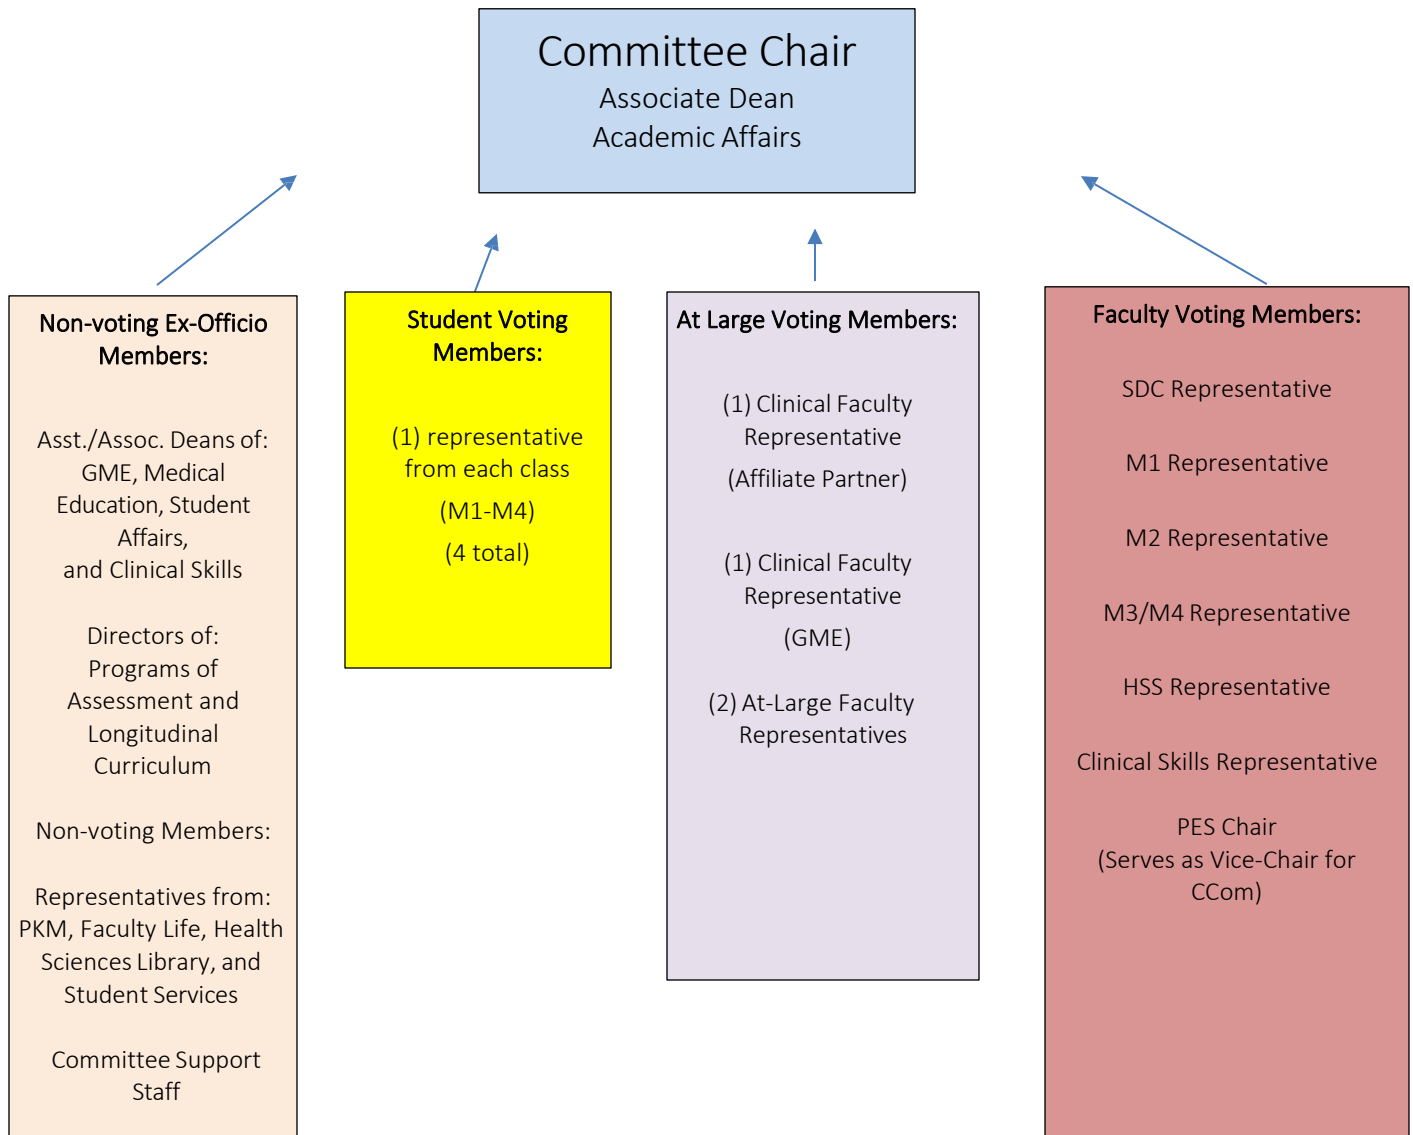 Committee Chair
Associate Dean
Academic Affairs
Non-voting Ex-Officio
Members:
Asst./Assoc. Deans of:
GME, Medical
Education, Student
Affairs,
and Clinical Skills
Directors of:
Programs of
Assessment and
Longitudinal
Curriculum
Non-voting Members:
Representatives from:
PKM, Faculty Life, Health
Sciences Library, and
Student Services
Committee Support
Staff
Student Voting
Members:
(1) representative
from each class
(M1-M4)
(4 total)
At Large Voting Members:
(1) Clinical Faculty
Representative
(Affiliate Partner)
(1) Clinical Faculty
Representative
(GME)
(2) At-Large Faculty
Representatives
Faculty Voting Members:
SDC Representative
M1 Representative
M2 Representative
M3/M4 Representative
HSS Representative
Clinical Skills Representative
PES Chair
(Serves as Vice-Chair for
CCom)